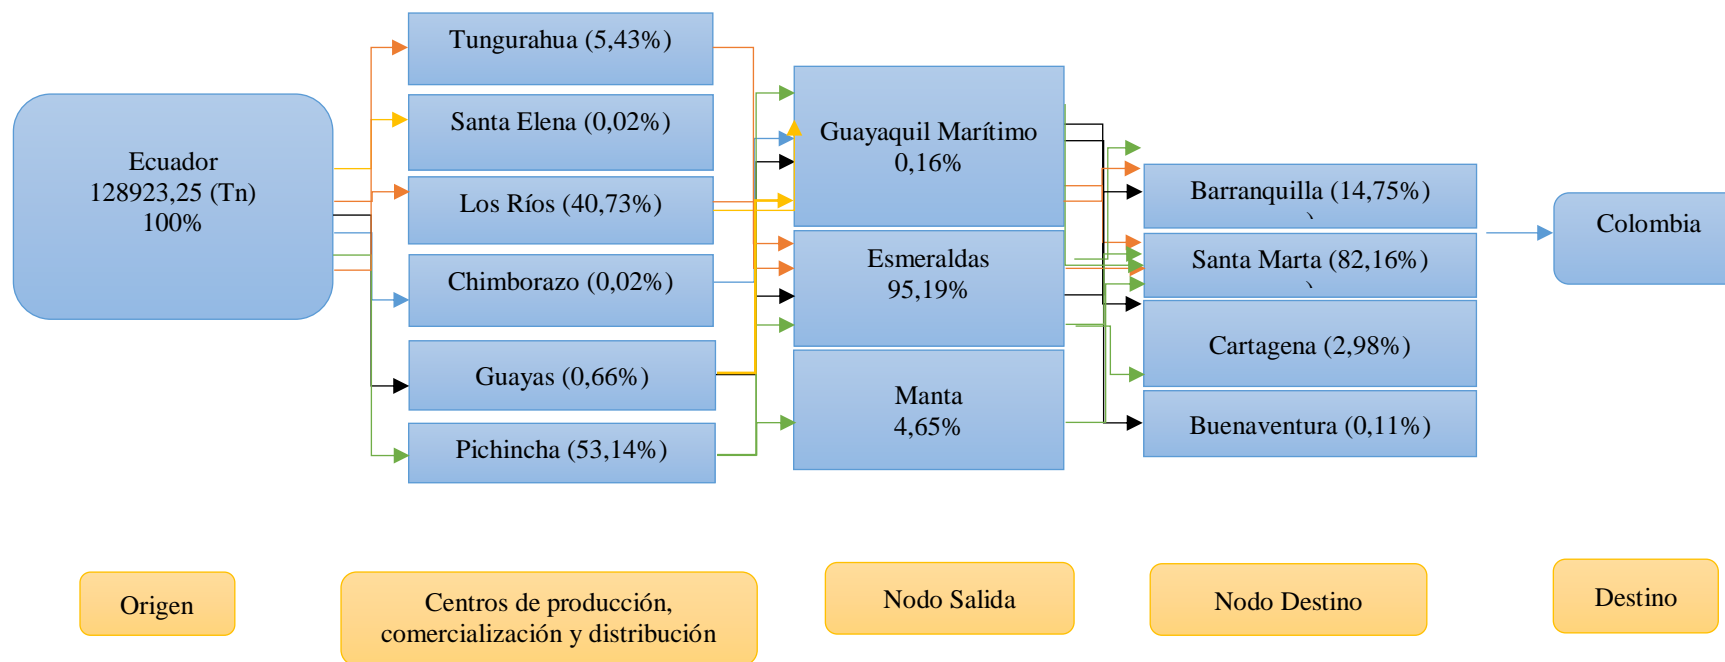 Ecuador
128923,25 (Tn)
100%
Tungurahua (5,43%)
Santa Elena (0,02%)
Los Ríos (40,73%)
Chimborazo (0,02%)
Guayas (0,66%)
Pichincha (53,14%)
Guayaquil Marítimo
0,16%
Esmeraldas
95,19%
Manta
4,65%
Barranquilla (14,75%)
、
Santa Marta (82,16%)
、
Cartagena (2,98%)
Buenaventura (0,11%)
Colombia
Origen
Centros de producción,
comercialización y distribución
Nodo Salida
Nodo Destino
Destino